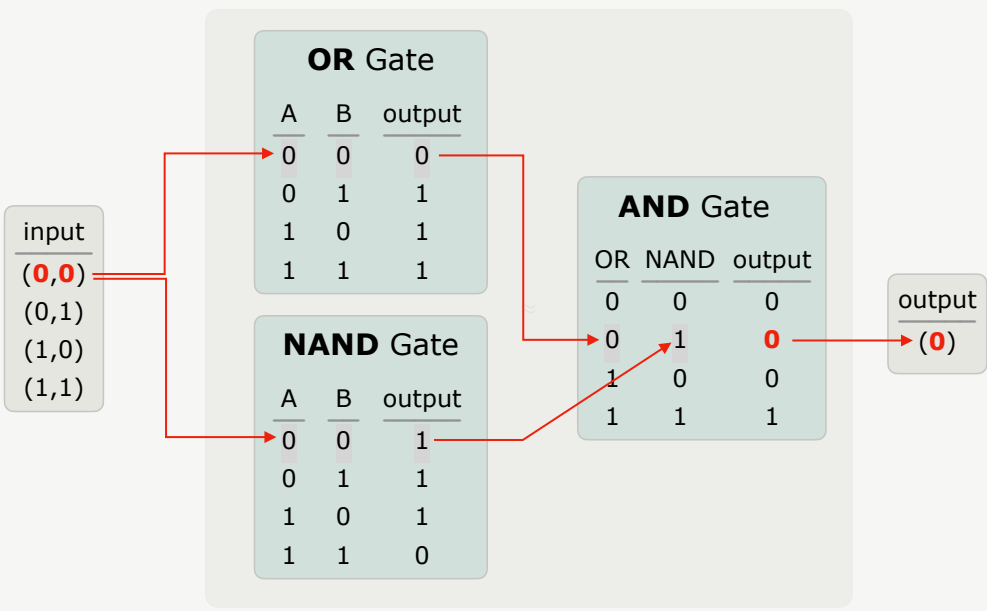 input
(0,0)
(0,1)
(1,0)
(1,1)
OR Gate
A B output
0 0 0
0 1 1
1 0 1
1 1 1
NAND Gate
A B output
0 0 1
0 1 1
1 0 1
1 1 0
AND Gate
OR NAND output
0 0 0
0 1 0
1 0 0
1 1 1
output
(0)